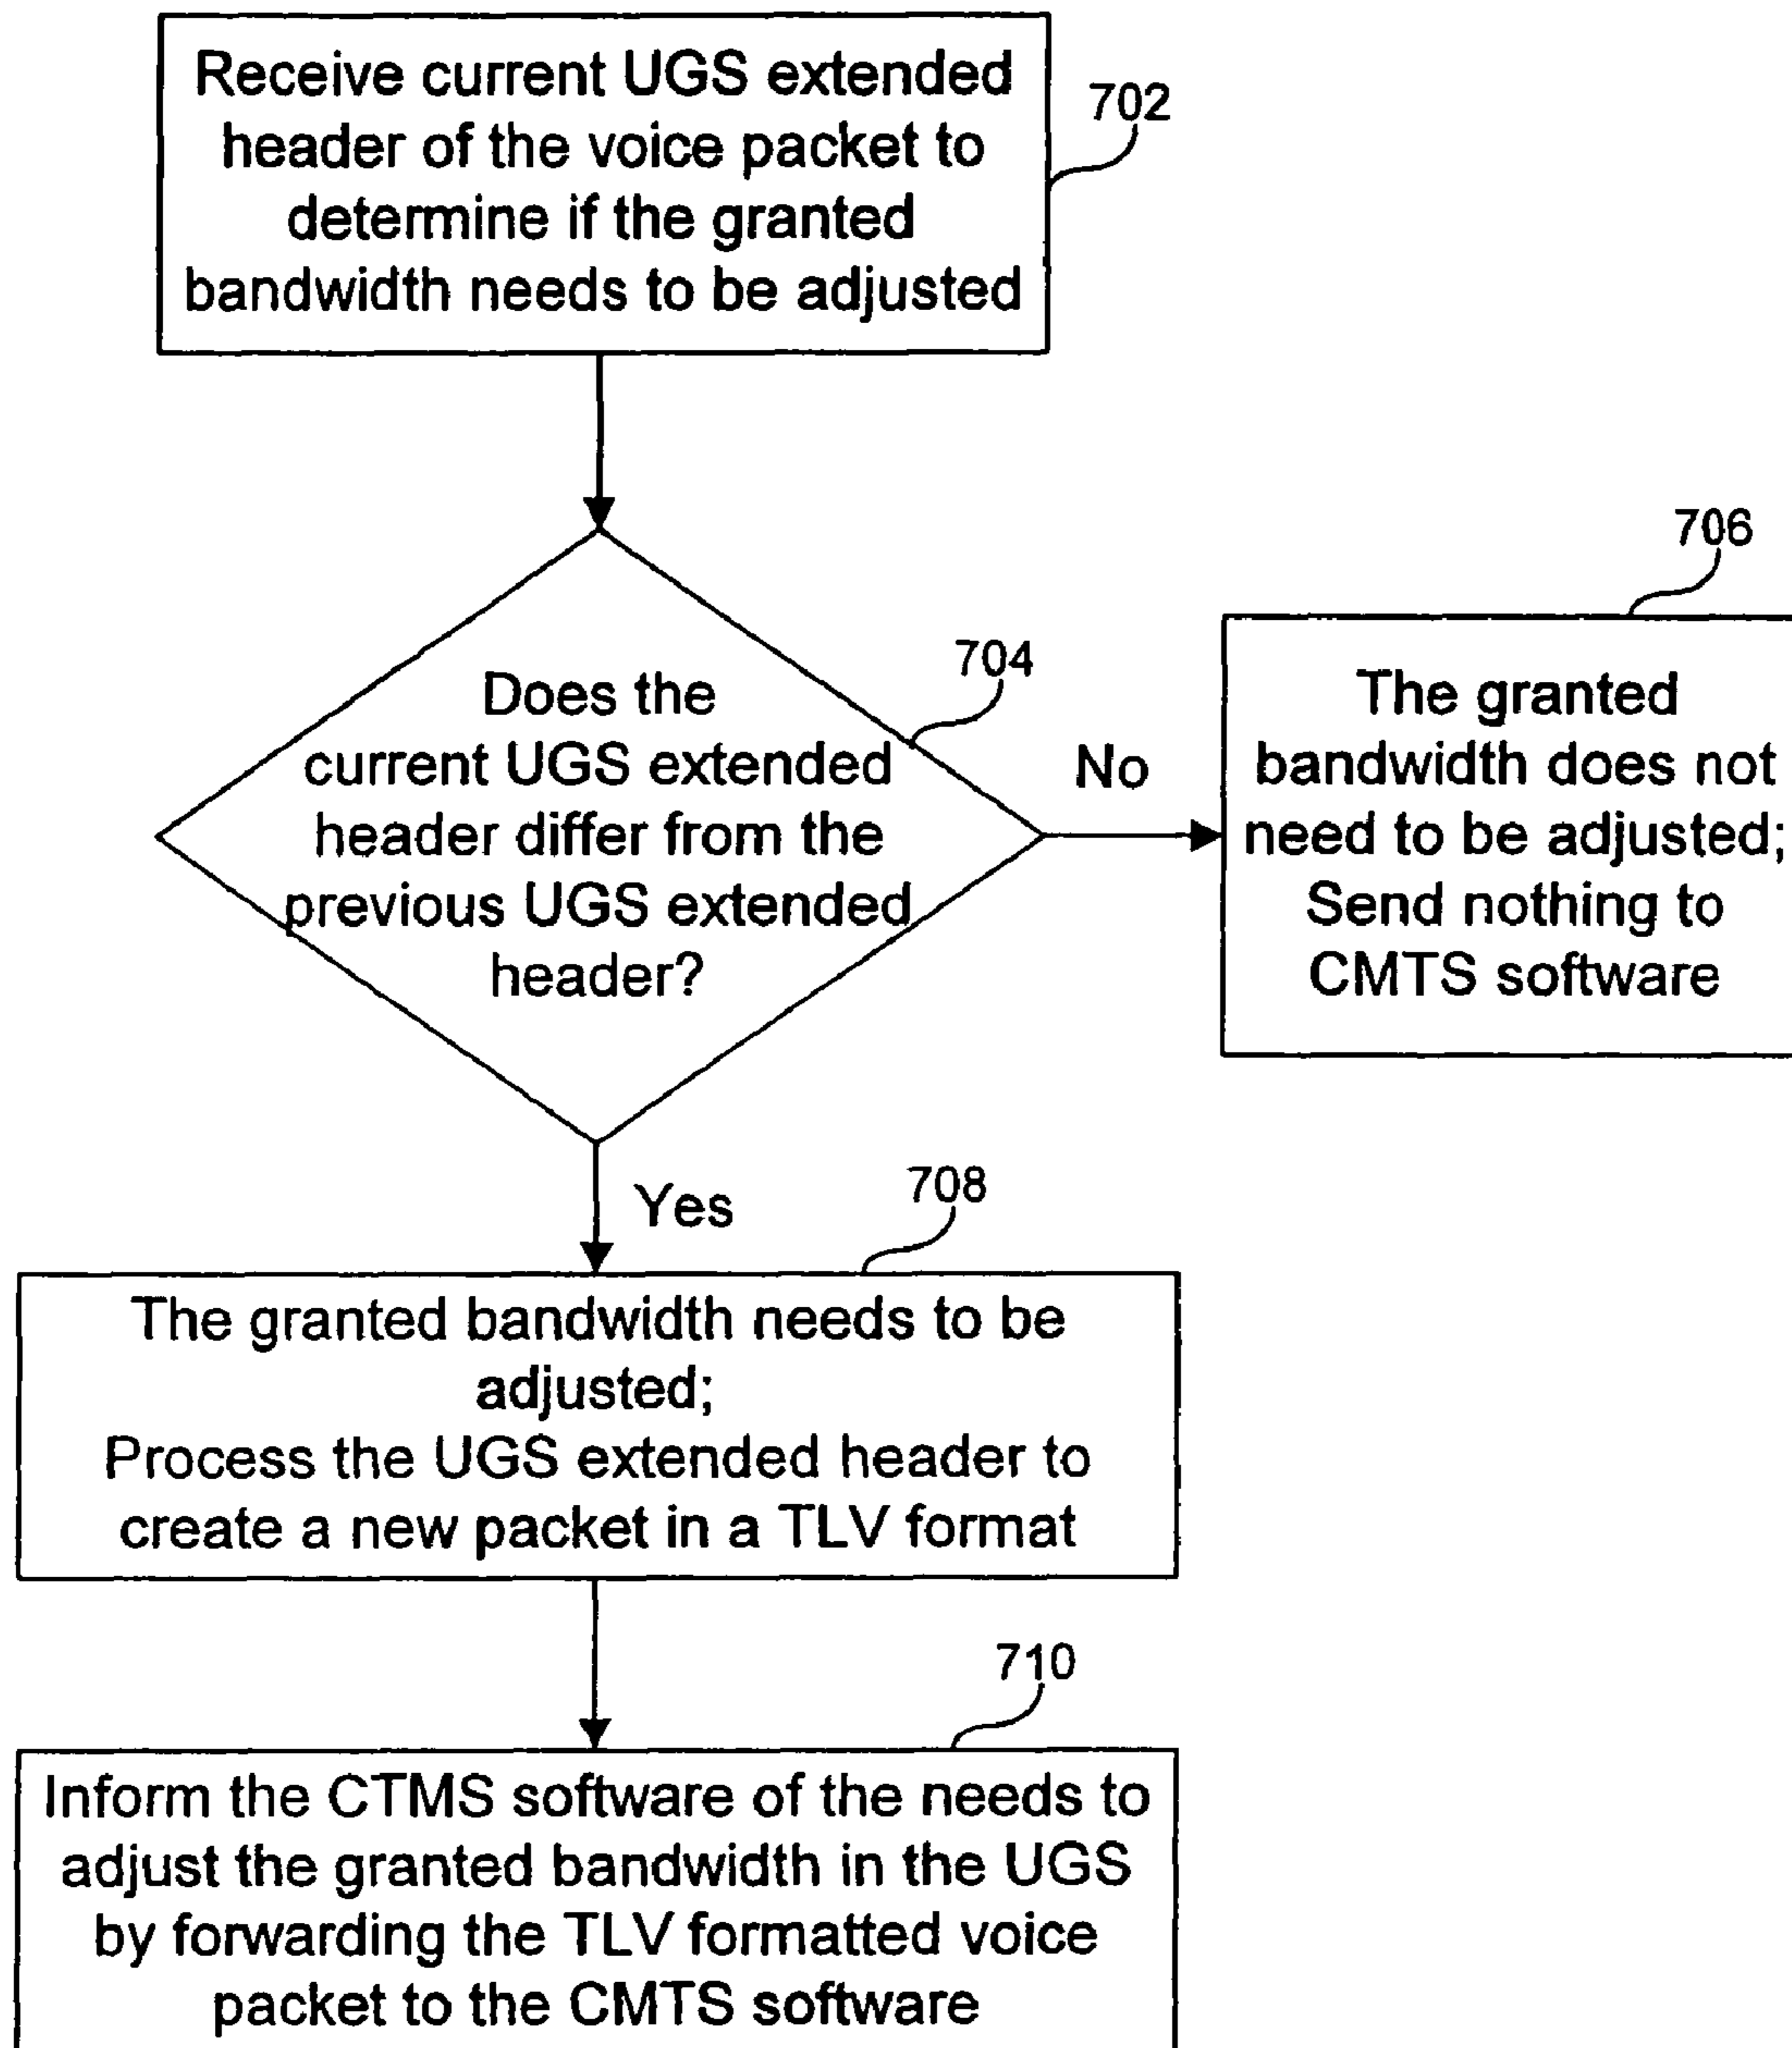 Receive current UGS extended
header of the voice packet to
determine if the granted
bandwidth needs to be adjusted
702
704
Does the
current UGS extended
header differ from the
previous UGS extended
header?
No
706
The granted
bandwidth does not
need to be adjusted;
Send nothing to
CMTS software
Yes
708
The granted bandwidth needs to be
adjusted;
Process the UGS extended header to
create a new packet in a TLV format
710
Inform the CTMS software of the needs to
adjust the granted bandwidth in the UGS
by forwarding the TLV formatted voice
packet to the CMTS software